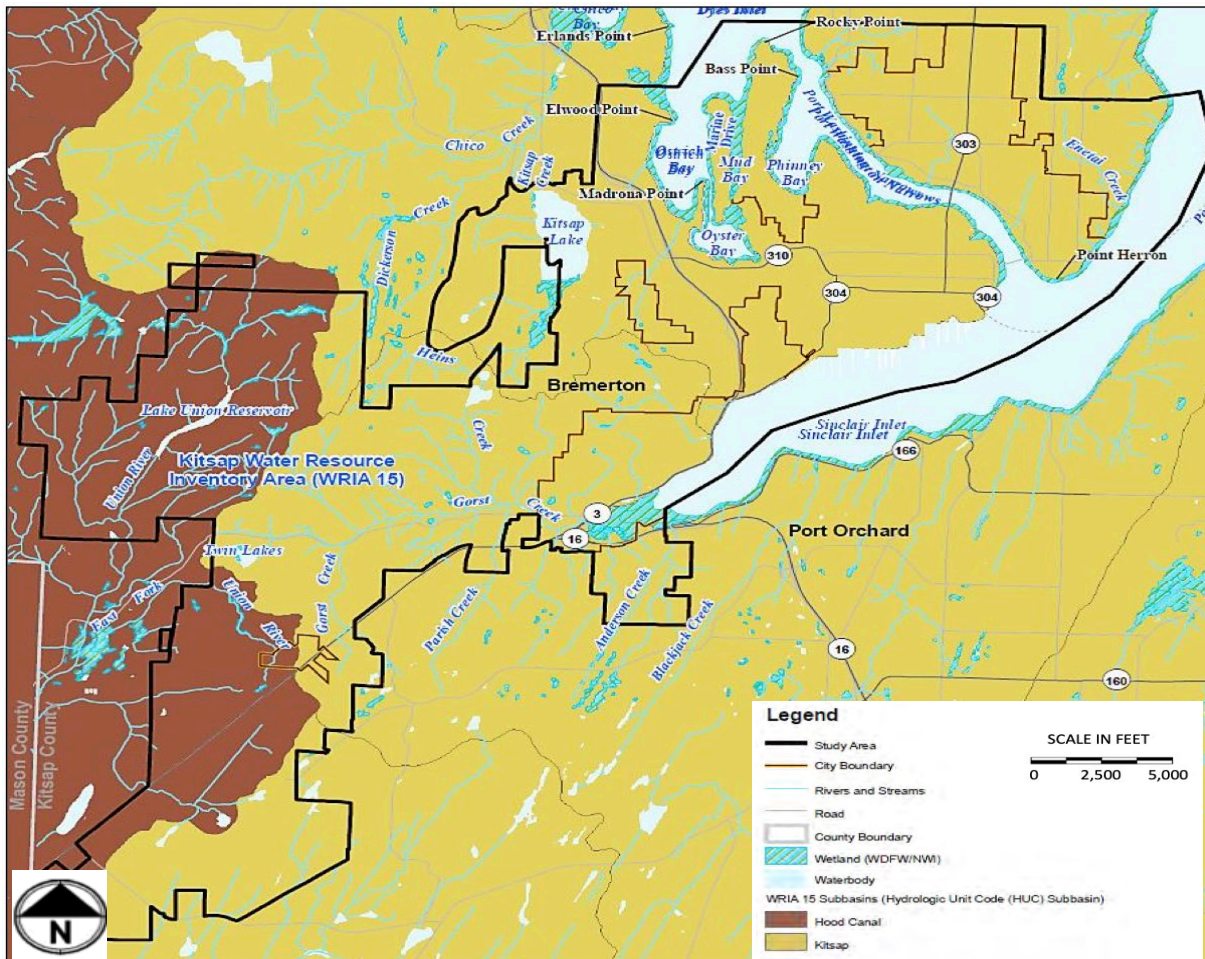 Dyes Inlet
Bay
Rocky Point
Erlands Point
Bass Point
Elwood Point
Port Washington Narrows
Marine
Drive
303
Chico Creek
Kitsap
Creek
Ostrich
Bay
Mud
Bay
Phinney
Bay
Enetai Creek
Madrona Point
Dickerson Creek
Kitsap
Lake
Oyster
Bay
310
Point Herron
304
304
Heins
Creek
Bremerton
Lake Union Reservoir
Union River
Sinclair Inlet
Sinclair Inlet
166
Kitsap Water Resource
Inventory Area (WRIA 15)
Gorst Creek
3
16
Port Orchard
Twin Lakes
East Fork
Union
River
Gorst Creek
Parish Creek
Anderson Creek
Blackjack Creek
16
160
Mason County
Kitsap County
N
Legend
Study Area
City Boundary
Rivers and Streams
Road
County Boundary
Wetland (WDFW/NWI)
Waterbody
WRIA 15 Subbasins (Hydrologic Unit Code (HUC) Subbasin)
Hood Canal
Kitsap
SCALE IN FEET
0 2,500 5,000